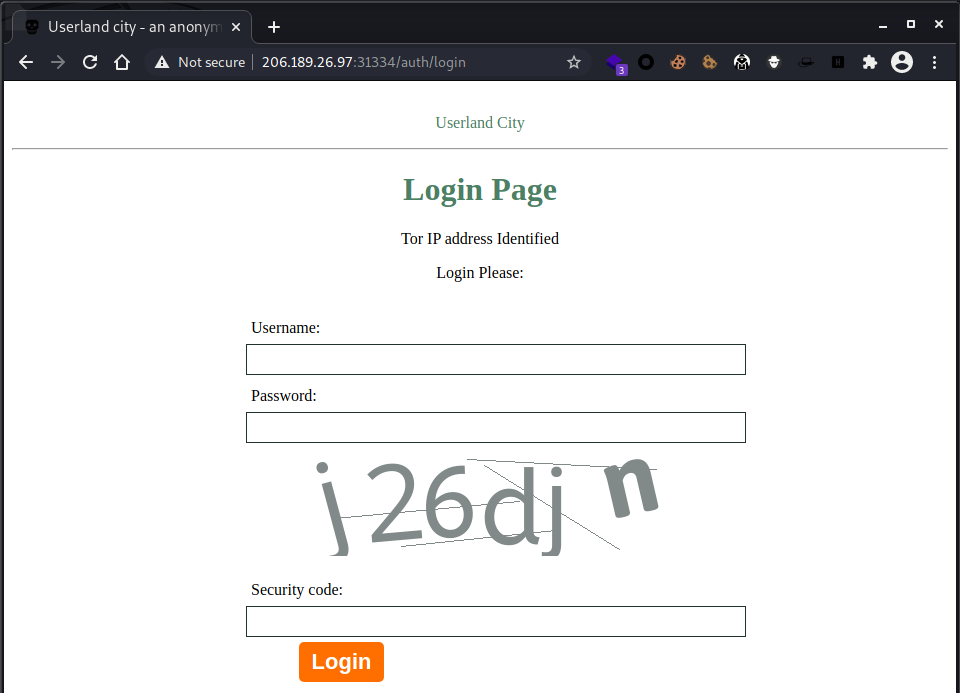 Userland city - an anonym
Not secure 206.189.26.97:31334/auth/login
3
Userland City
Login Page
Tor IP address Identified
Login Please:
Username:
Password:
j26djn
Security code:
Login